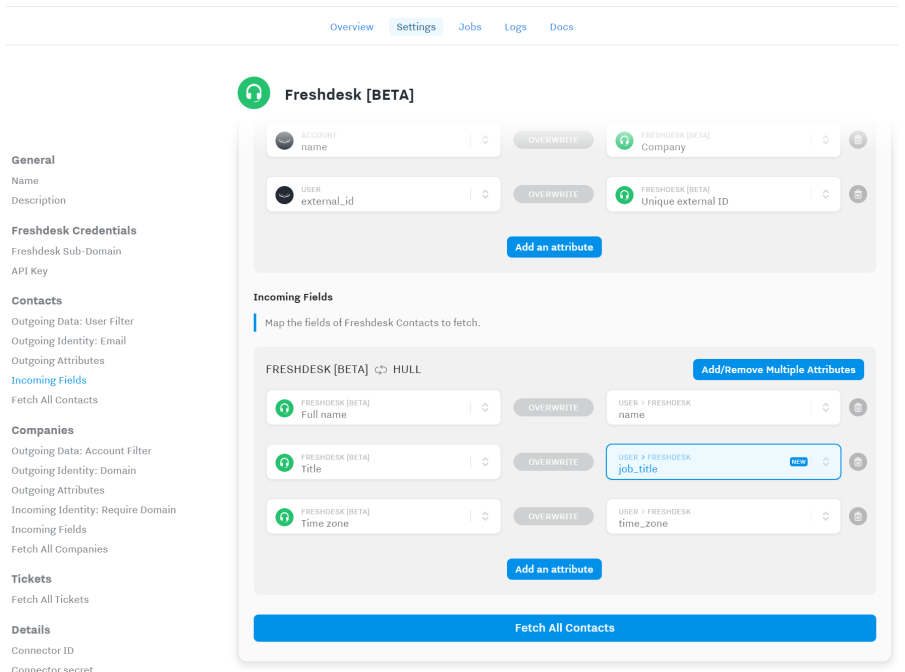 Overview Settings Jobs Logs Docs
Freshdesk [BETA]
General
Name
Description
Freshdesk Credentials
Freshdesk Sub-Domain
API Key
Contacts
Outgoing Data: User Filter
Outgoing Identity: Email
Outgoing Attributes
Incoming Fields
Fetch All Contacts
Companies
Outgoing Data: Account Filter
Outgoing Identity: Domain
Outgoing Attributes
Incoming Identity: Require Domain
Incoming Fields
Fetch All Companies
Tickets
Fetch All Tickets
Details
Connector ID
Connector secret
ACCOUNT
name
OVERWRITE
FRESHDESK [BETA]
Company
USER
external_id
OVERWRITE
FRESHDESK [BETA]
Unique external ID
Add an attribute
Incoming Fields
Map the fields of Freshdesk Contacts to fetch.
FRESHDESK [BETA] HULL
Add/Remove Multiple Attributes
FRESHDESK [BETA]
Full name
OVERWRITE
USER > FRESHDESK
name
FRESHDESK [BETA]
Title
OVERWRITE
USER > FRESHDESK
job_title
NEW
FRESHDESK [BETA]
Time zone
OVERWRITE
USER > FRESHDESK
time_zone
Add an attribute
Fetch All Contacts